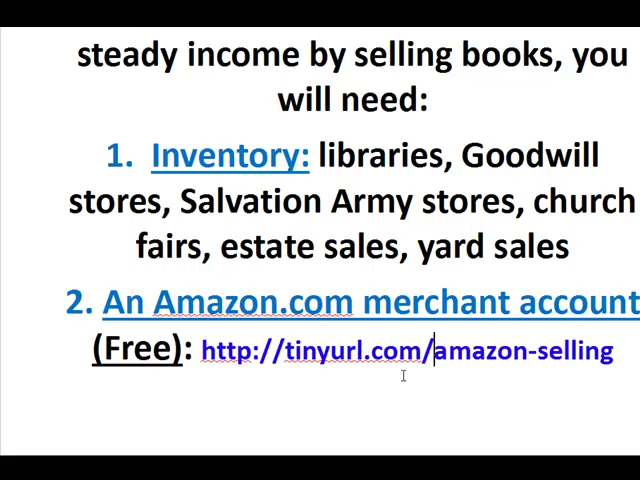 steady income by selling books, you
will need:
1. Inventory: libraries, Goodwill
stores, Salvation Army stores, church
fairs, estate sales, yard sales
2. An Amazon.com merchant account
(Free): http://tinyurl.com/amazon-selling